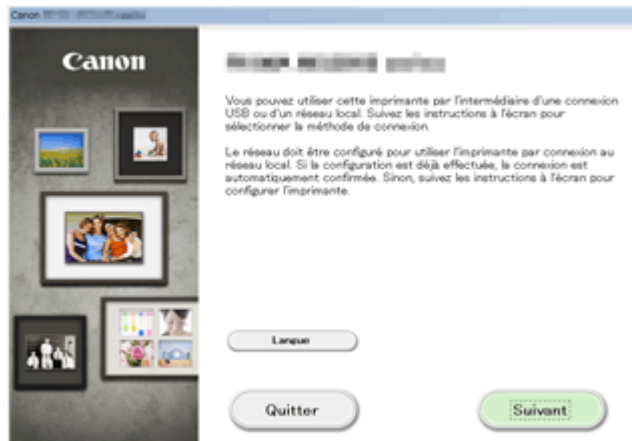 Canon
Canon
Vous pouvez utiliser cette imprimante par l'intermédiaire d'une connexion
USB ou d'un réseau local. Suivez les instructions à l'écran pour
sélectionner la méthode de connexion.
Le réseau doit être configuré pour utiliser l'imprimante par connexion au
réseau local. Si la configuration est déjà effectuée, la connexion est
automatiquement confirmée. Sinon, suivez les instructions à l'écran pour
configurer l'imprimante.
Langue
Quitter
Suivant